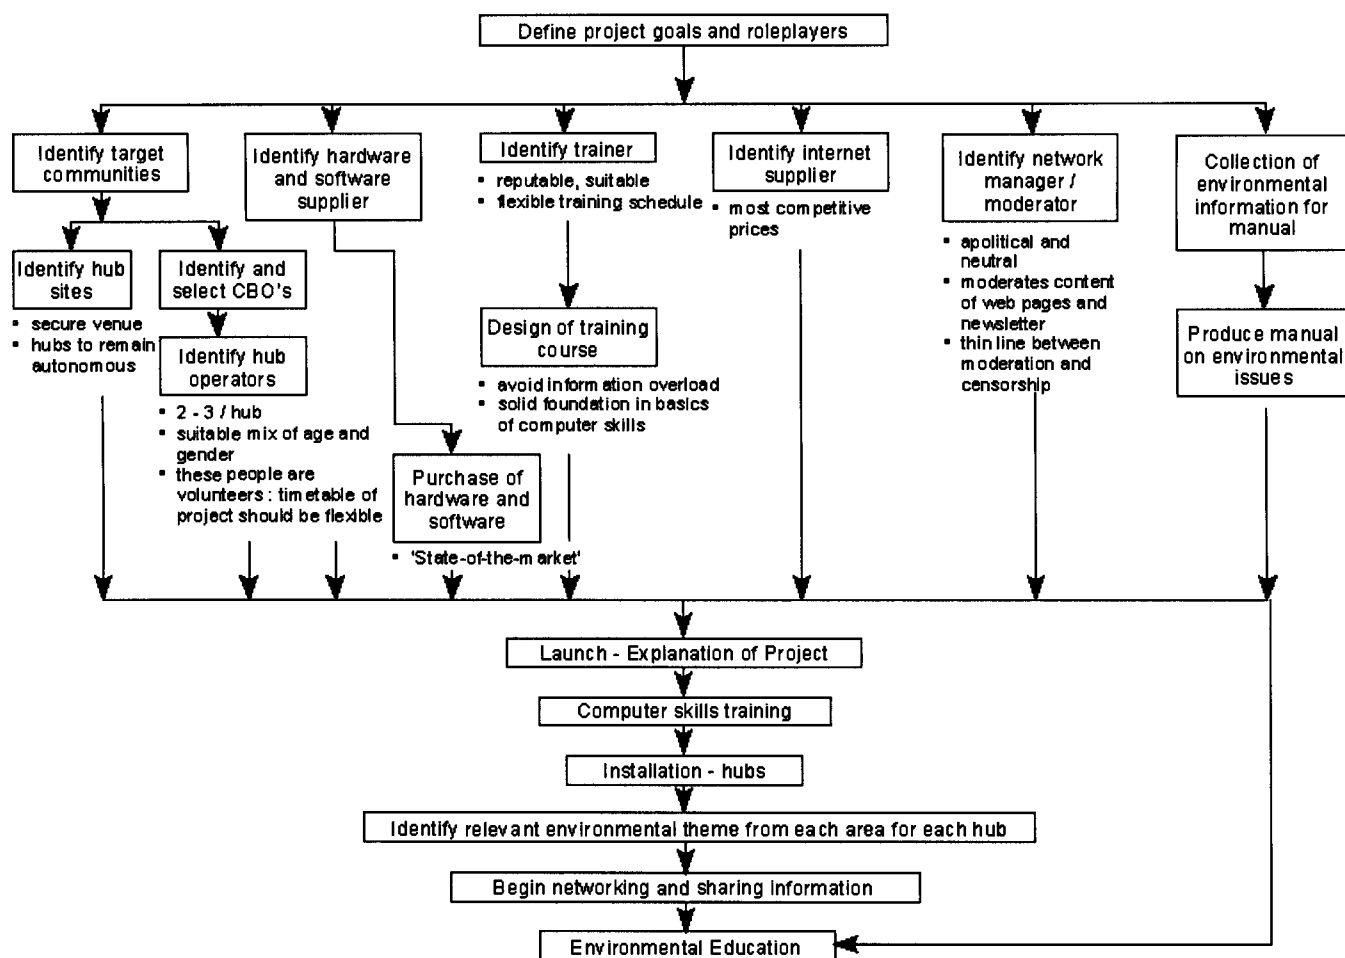 Define project goals and roleplayers
Identify target
communities
Identify hardware
and software
supplier
Identify trainer
▪ reputable, suitable
▪ flexible training schedule
Identify internet
supplier
▪ most competitive
prices
Identify network
manager /
moderator
▪ apolitical and
neutral
▪ moderates content
of web pages and
newsletter
▪ thin line between
moderation and
censorship
Collection of
environmental
information for
manual
Identify hub
sites
▪ secure venue
▪ hubs to remain
autonomous
Identify and
select CBO's
Identify hub
operators
▪ 2 - 3 / hub
▪ suitable mix of age and
gender
▪ these people are
volunteers : timetable of
project should be flexible
Design of training
course
▪ avoid information overload
▪ solid foundation in basics
of computer skills
Produce manual
on environmental
issues
Purchase of
hardware and
software
▪ 'State-of-the-market'
Launch - Explanation of Project
Computer skills training
Installation - hubs
Identify relevant environmental theme from each area for each hub
Begin networking and sharing information
Environmental Education